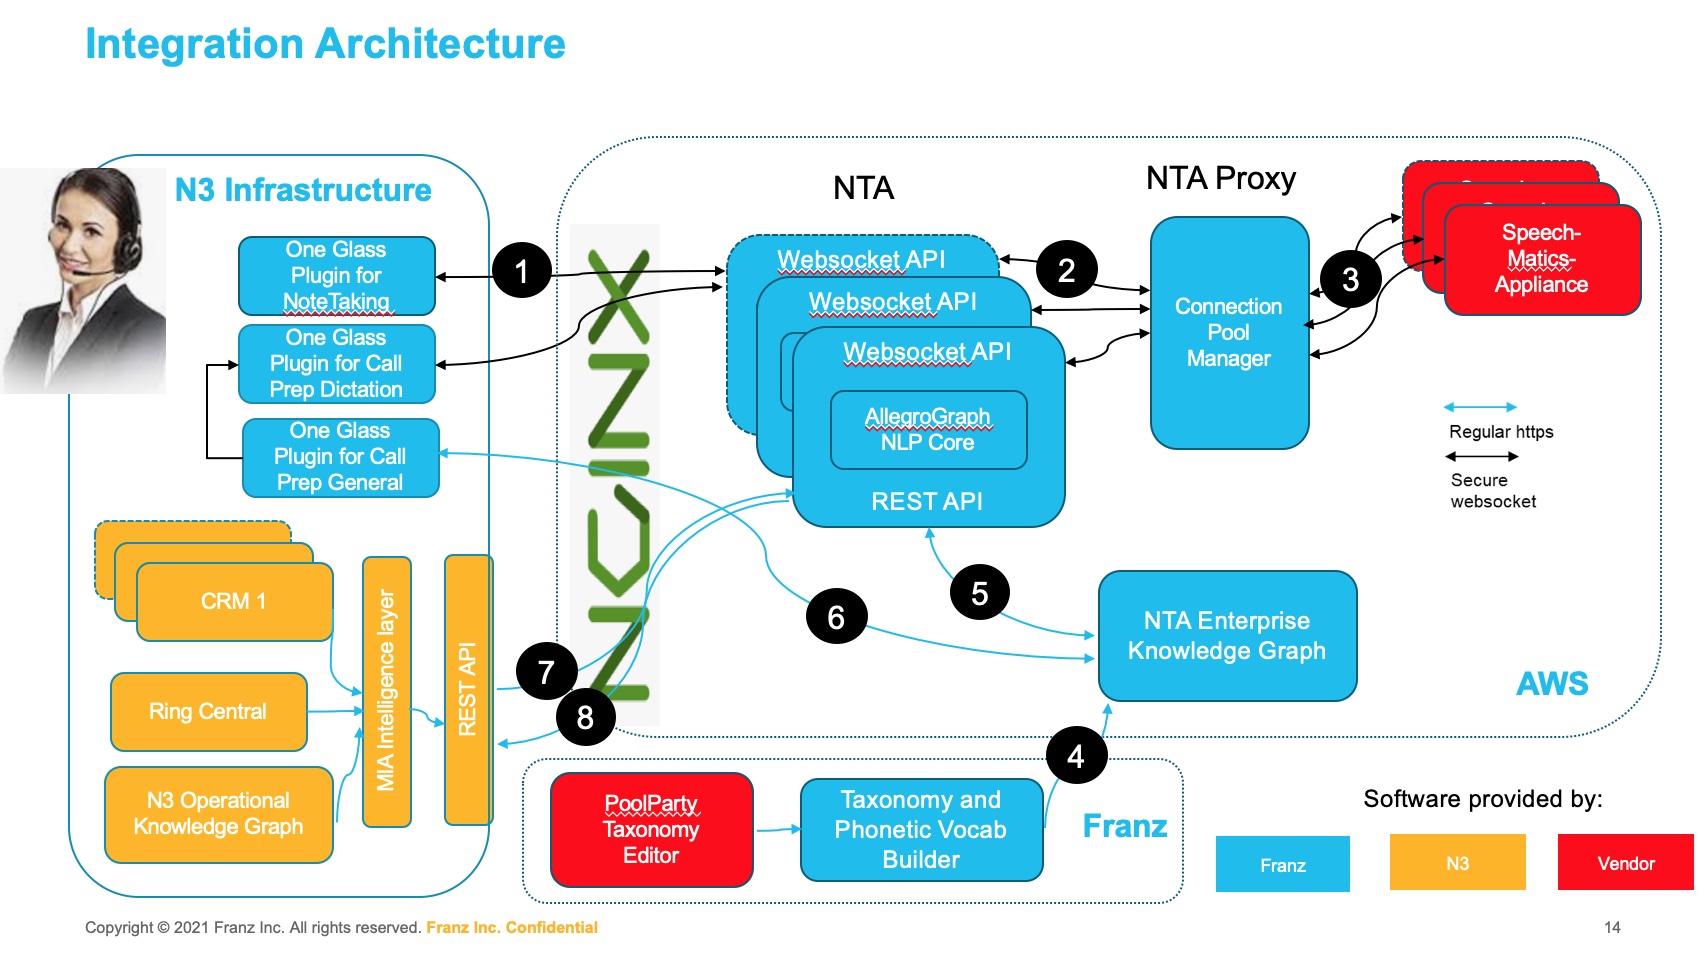 Integration Architecture
N3 Infrastructure
One Glass
Plugin for
NoteTaking
One Glass
Plugin for Call
Prep Dictation
One Glass
Plugin for Call
Prep General
CRM 1
Ring Central
N3 Operational
Knowledge Graph
MIA Intelligence layer
REST API
1
NGINX
NTA
Websocket API
Websocket API
Websocket API
AllegroGraph
NLP Core
REST API
2
NTA Proxy
Connection
Pool
Manager
3
Speech-
Matics-
Appliance
Regular https
Secure
websocket
5
6
7
8
NTA Enterprise
Knowledge Graph
AWS
4
PoolParty
Taxonomy
Editor
Taxonomy and
Phonetic Vocab
Builder
Franz
Software provided by:
Franz
N3
Vendor
Copyright © 2021 Franz Inc. All rights reserved. Franz Inc. Confidential
14